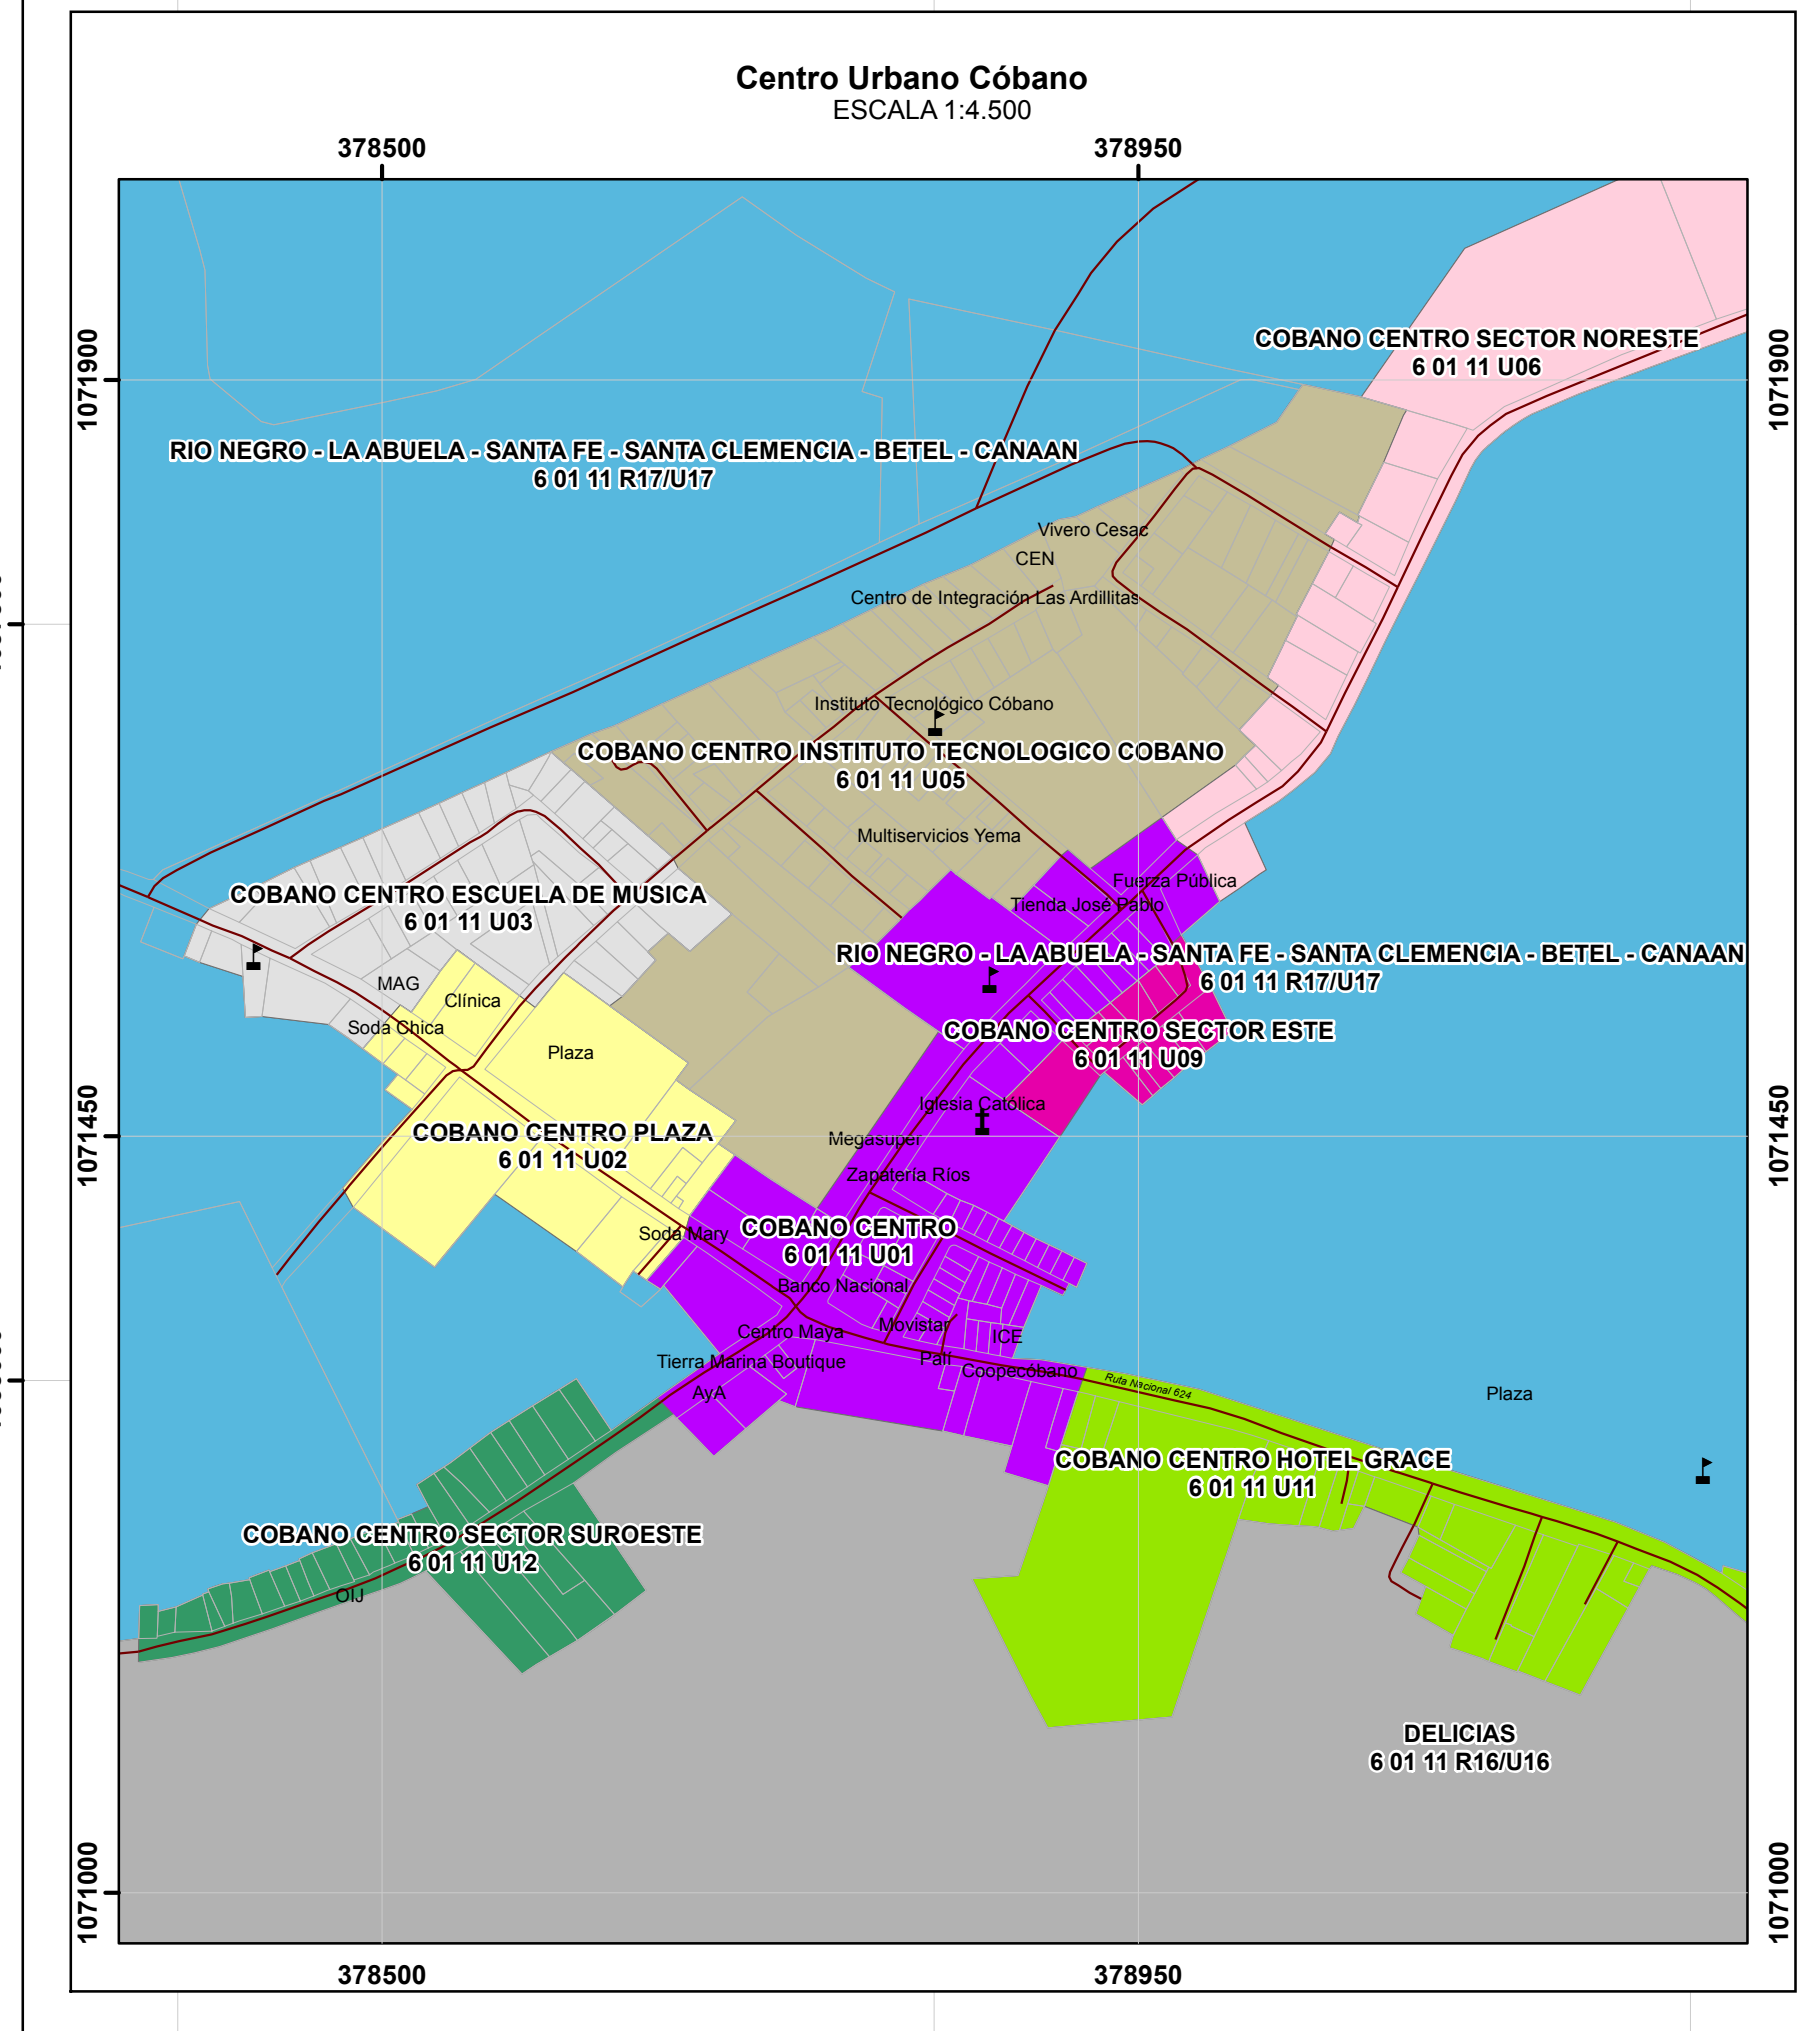 Centro Urbano Cóbano
ESCALA 1:4.500
378500
378950
1071900
1071900
COBANO CENTRO SECTOR NORESTE
6 01 11 U06
RIO NEGRO - LA ABUELA - SANTA FE - SANTA CLEMENCIA - BETEL - CANAAN
6 01 11 R17/U17
Vivero Cesac
CEN
Centro de Integración Las Ardillitas
Instituto Tecnológico Cóbano
COBANO CENTRO INSTITUTO TECNOLOGICO COBANO
6 01 11 U05
Multiservicios Yema
Fuerza Pública
COBANO CENTRO ESCUELA DE MUSICA
6 01 11 U03
Tienda José Pablo
RIO NEGRO - LA ABUELA - SANTA FE - SANTA CLEMENCIA - BETEL - CANAAN
6 01 11 R17/U17
MAG
Clínica
Soda Chica
COBANO CENTRO SECTOR ESTE
6 01 11 U09
Plaza
Iglesia Católica
1071450
1071450
COBANO CENTRO PLAZA
6 01 11 U02
Megasuper
Zapatería Ríos
Soda Mary
COBANO CENTRO
6 01 11 U01
Banco Nacional
Movistar
Centro Maya
ICE
Tierra Marina Boutique
Palí
Coopecóbano
Ruta Nacional 624
AyA
Plaza
COBANO CENTRO HOTEL GRACE
6 01 11 U11
COBANO CENTRO SECTOR SUROESTE
6 01 11 U12
OIJ
DELICIAS
6 01 11 R16/U16
1071000
1071000
378500
378950